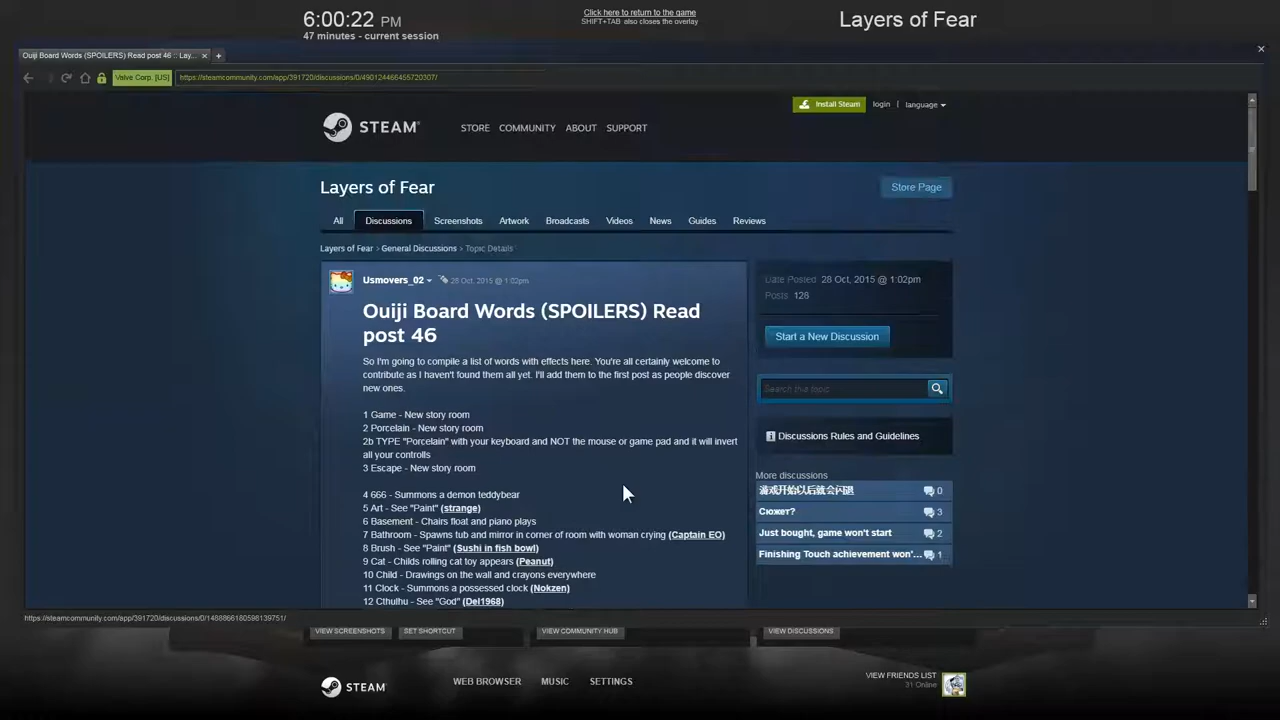 6:00:22 PM
47 minutes - current session
Click here to return to the game
SHIFT+TAB also closes the overlay
Layers of Fear
Ouiji Board Words (SPOILERS) Read post 46 :: Lay...
Valve Corp. [US]
https://steamcommunity.com/app/391720/discussions/0/490124466455720307/
Install Steam
login | language
STEAM
STORE COMMUNITY ABOUT SUPPORT
Layers of Fear
Store Page
All Discussions Screenshots Artwork Broadcasts Videos News Guides Reviews
Layers of Fear > General Discussions > Topic Details
Usmovers_02 28 Oct, 2015 @ 1:02pm
Ouiji Board Words (SPOILERS) Read
post 46
So I'm going to compile a list of words with effects here. You're all certainly welcome to
contribute as I haven't found them all yet. I'll add them to the first post as people discover
new ones.
1 Game - New story room
2 Porcelain - New story room
2b TYPE "Porcelain" with your keyboard and NOT the mouse or game pad and it will invert
all your controlls
3 Escape - New story room
4 666 - Summons a demon teddybear
5 Art - See "Paint" (strange)
6 Basement - Chairs float and piano plays
7 Bathroom - Spawns tub and mirror in corner of room with woman crying (Captain EO)
8 Brush - See "Paint" (Sushi in fish bowl)
9 Cat - Childs rolling cat toy appears (Peanut)
10 Child - Drawings on the wall and crayons everywhere
11 Clock - Summons a possessed clock (Nokzen)
12 Cthulhu - See "God" (Del1968)
Date Posted: 28 Oct, 2015 @ 1:02pm
Posts: 128
Start a New Discussion
Search this topic
Discussions Rules and Guidelines
More discussions
游戏开始以后就会闪退 0
Сюжет? 3
Just bought, game won't start 2
Finishing Touch achievement won'... 1
https://steamcommunity.com/app/391720/discussions/0/1488866180598139751/
VIEW SCREENSHOTS SET SHORTCUT VIEW COMMUNITY HUB VIEW DISCUSSIONS
STEAM
WEB BROWSER MUSIC SETTINGS
VIEW FRIENDS LIST
31 Online